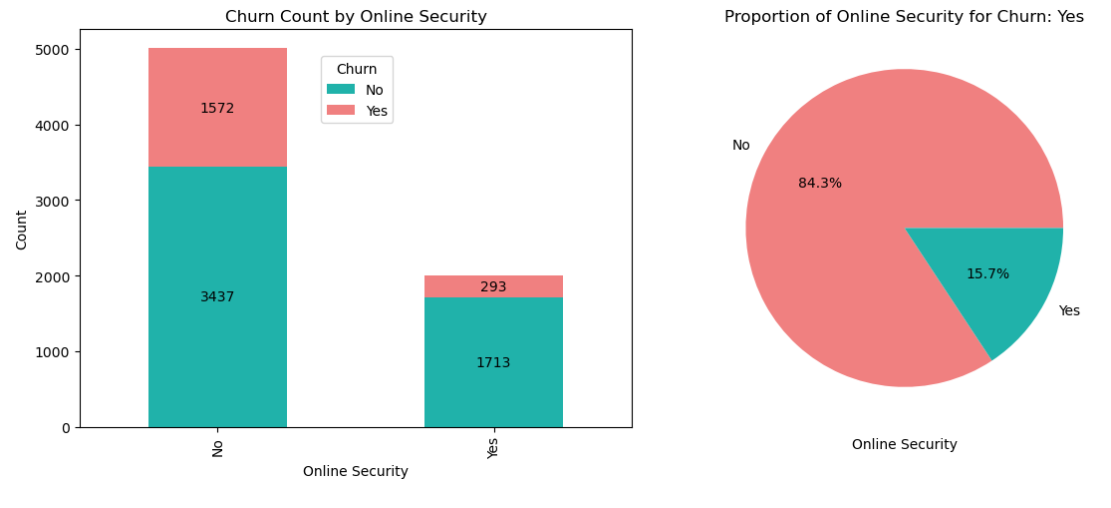 Churn Count by Online Security
5000
4000
3000
2000
1000
0
Count
Churn
No
Yes
1572
3437
293
1713
No
Yes
Online Security
Proportion of Online Security for Churn: Yes
No
84.3%
15.7%
Yes
Online Security